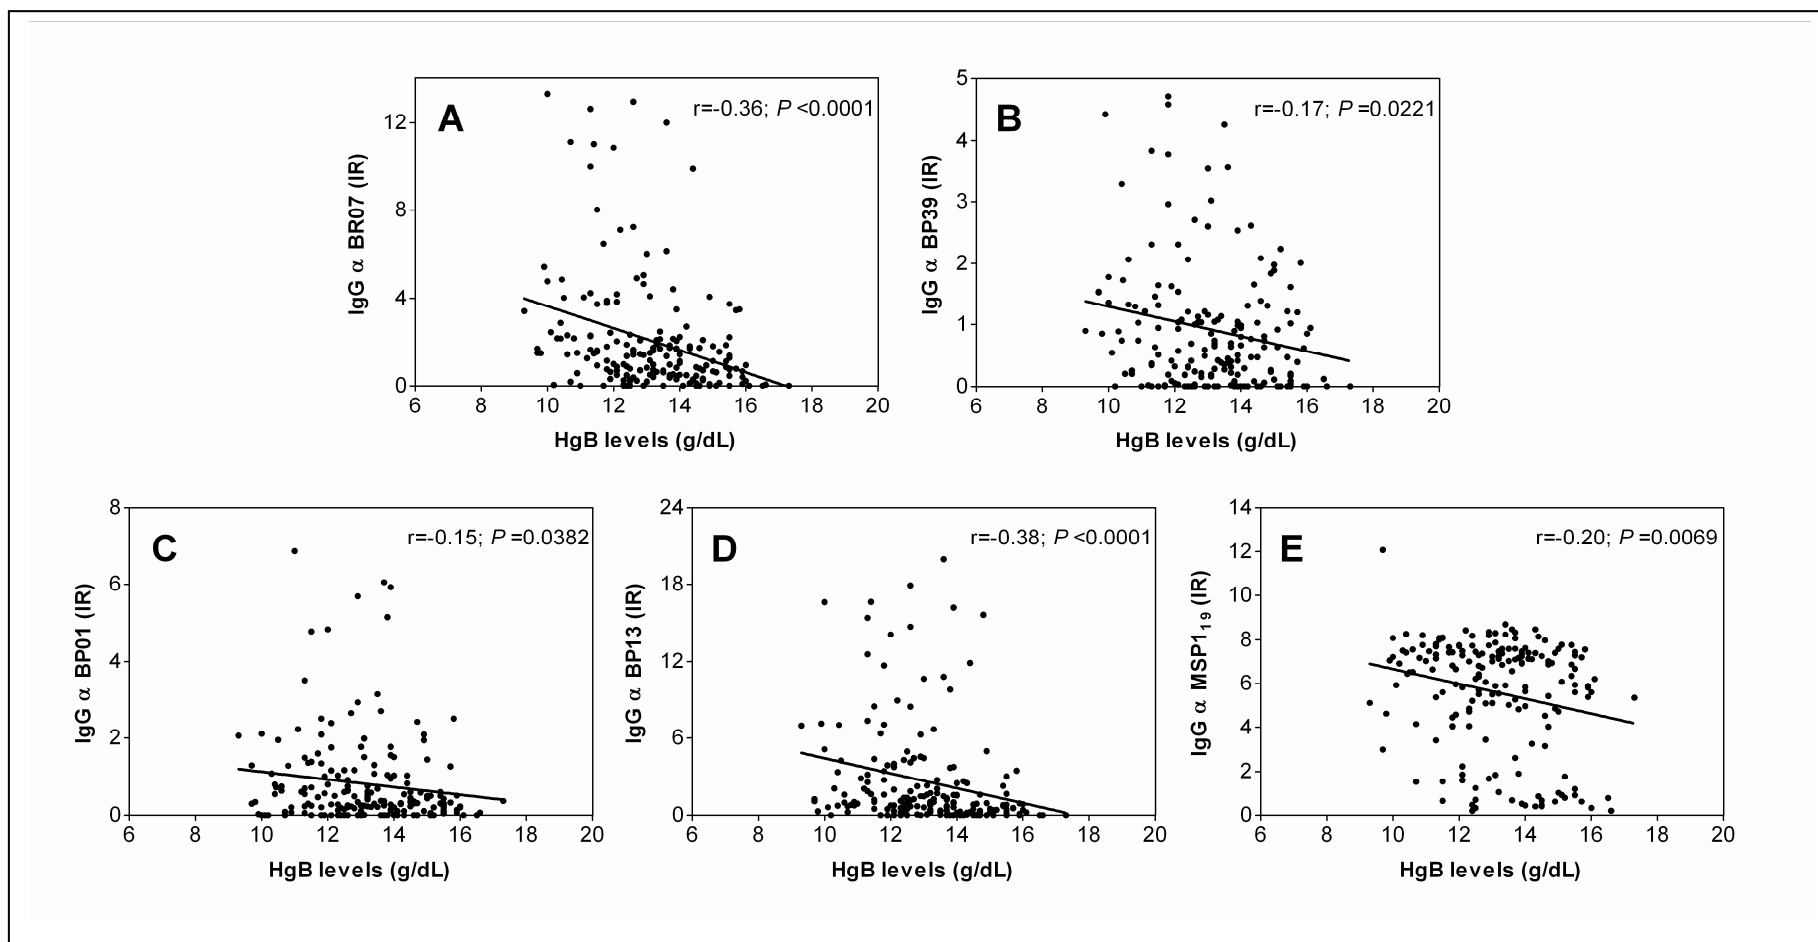 A
r=-0.36; P <0.0001
IgG α BR07 (IR)
12
8
4
0
6 8 10 12 14 16 18 20
HgB levels (g/dL)
B
r=-0.17; P =0.0221
IgG α BP39 (IR)
5
4
3
2
1
0
6 8 10 12 14 16 18 20
HgB levels (g/dL)
C
r=-0.15; P =0.0382
IgG α BP01 (IR)
8
6
4
2
0
6 8 10 12 14 16 18 20
HgB levels (g/dL)
D
r=-0.38; P <0.0001
IgG α BP13 (IR)
24
18
12
6
0
6 8 10 12 14 16 18 20
HgB levels (g/dL)
E
r=-0.20; P =0.0069
IgG α MSP1₁₉ (IR)
14
12
10
8
6
4
2
0
6 8 10 12 14 16 18 20
HgB levels (g/dL)